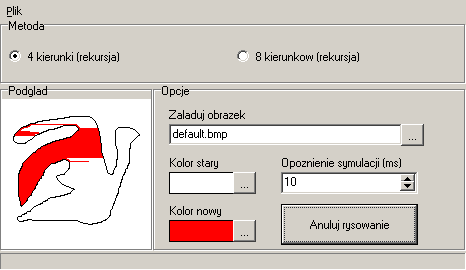 Plik
Metoda
4 kierunki (rekursja)
8 kierunkow (rekursja)
Podglad
Opcje
Zaladuj obrazek
default.bmp
...
Kolor stary
...
Opoznienie symulacji (ms)
10
Kolor nowy
...
Anuluj rysowanie